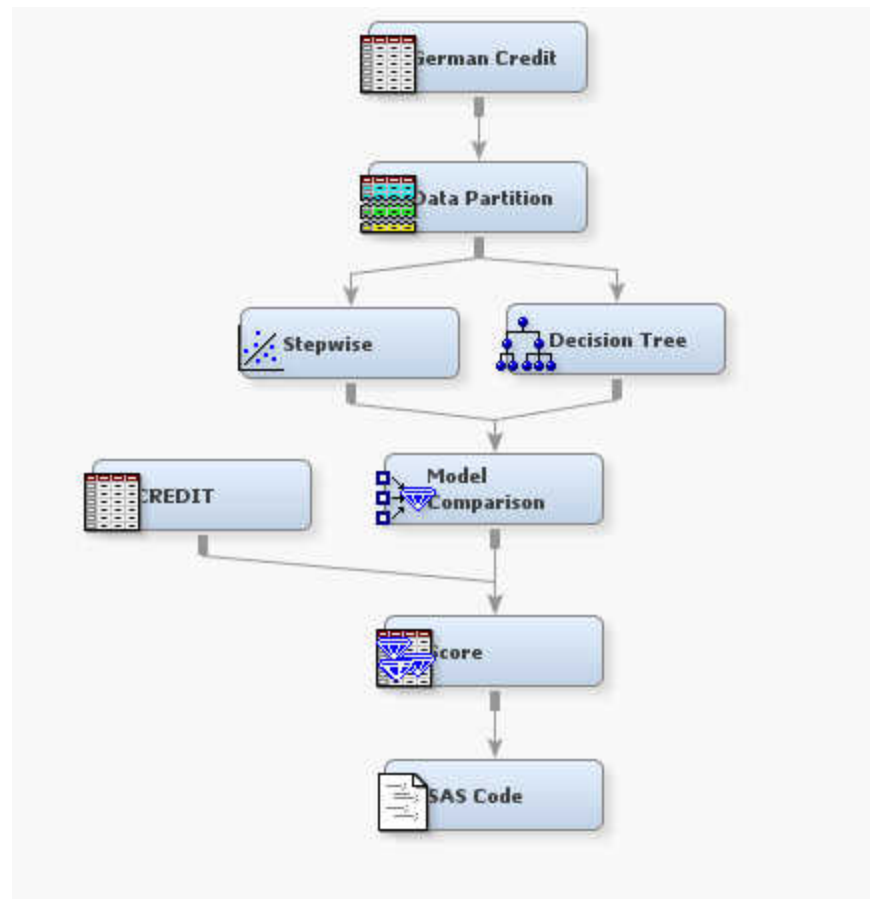 German Credit
Data Partition
Stepwise
Decision Tree
Model
Comparison
CREDIT
Score
SAS Code